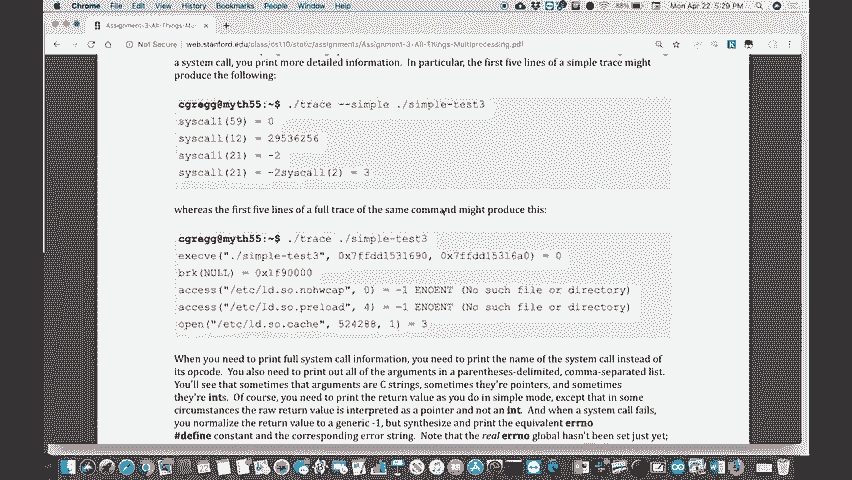 Chrome File Edit View History Bookmarks People Window Help
88% Mon Apr 22 5:29 PM
Assignment-3-All-Things-Mu
Not Secure | web.stanford.edu/class/cs110/static/assignments/Assignment-3-All-Things-Multiprocessing.pdf
a system call, you print more detailed information. In particular, the first five lines of a simple trace might
produce the following:
cgregg@myth55:~$ ./trace --simple ./simple-test3
syscall(59) = 0
syscall(12) = 29536256
syscall(21) = -2
syscall(21) = -2syscall(2) = 3
whereas the first five lines of a full trace of the same command might produce this:
cgregg@myth55:~$ ./trace ./simple-test3
execve("./simple-test3", 0x7ffdd1531690, 0x7ffdd15316a0) = 0
brk(NULL) = 0x1f90000
access("/etc/ld.so.nohwcap", 0) = -1 ENOENT (No such file or directory)
access("/etc/ld.so.preload", 4) = -1 ENOENT (No such file or directory)
open("/etc/ld.so.cache", 524288, 1) = 3
When you need to print full system call information, you need to print the name of the system call instead of
its opcode. You also need to print out all of the arguments in a parentheses-delimited, comma-separated list.
You'll see that sometimes that arguments are C strings, sometimes they're pointers, and sometimes
they're ints. Of course, you need to print the return value as you do in simple mode, except that in some
circumstances the raw return value is interpreted as a pointer and not an int. And when a system call fails,
you normalize the return value to a generic -1, but synthesize and print the equivalent errno
#define constant and the corresponding error string. Note that the real errno global hasn't been set just yet;